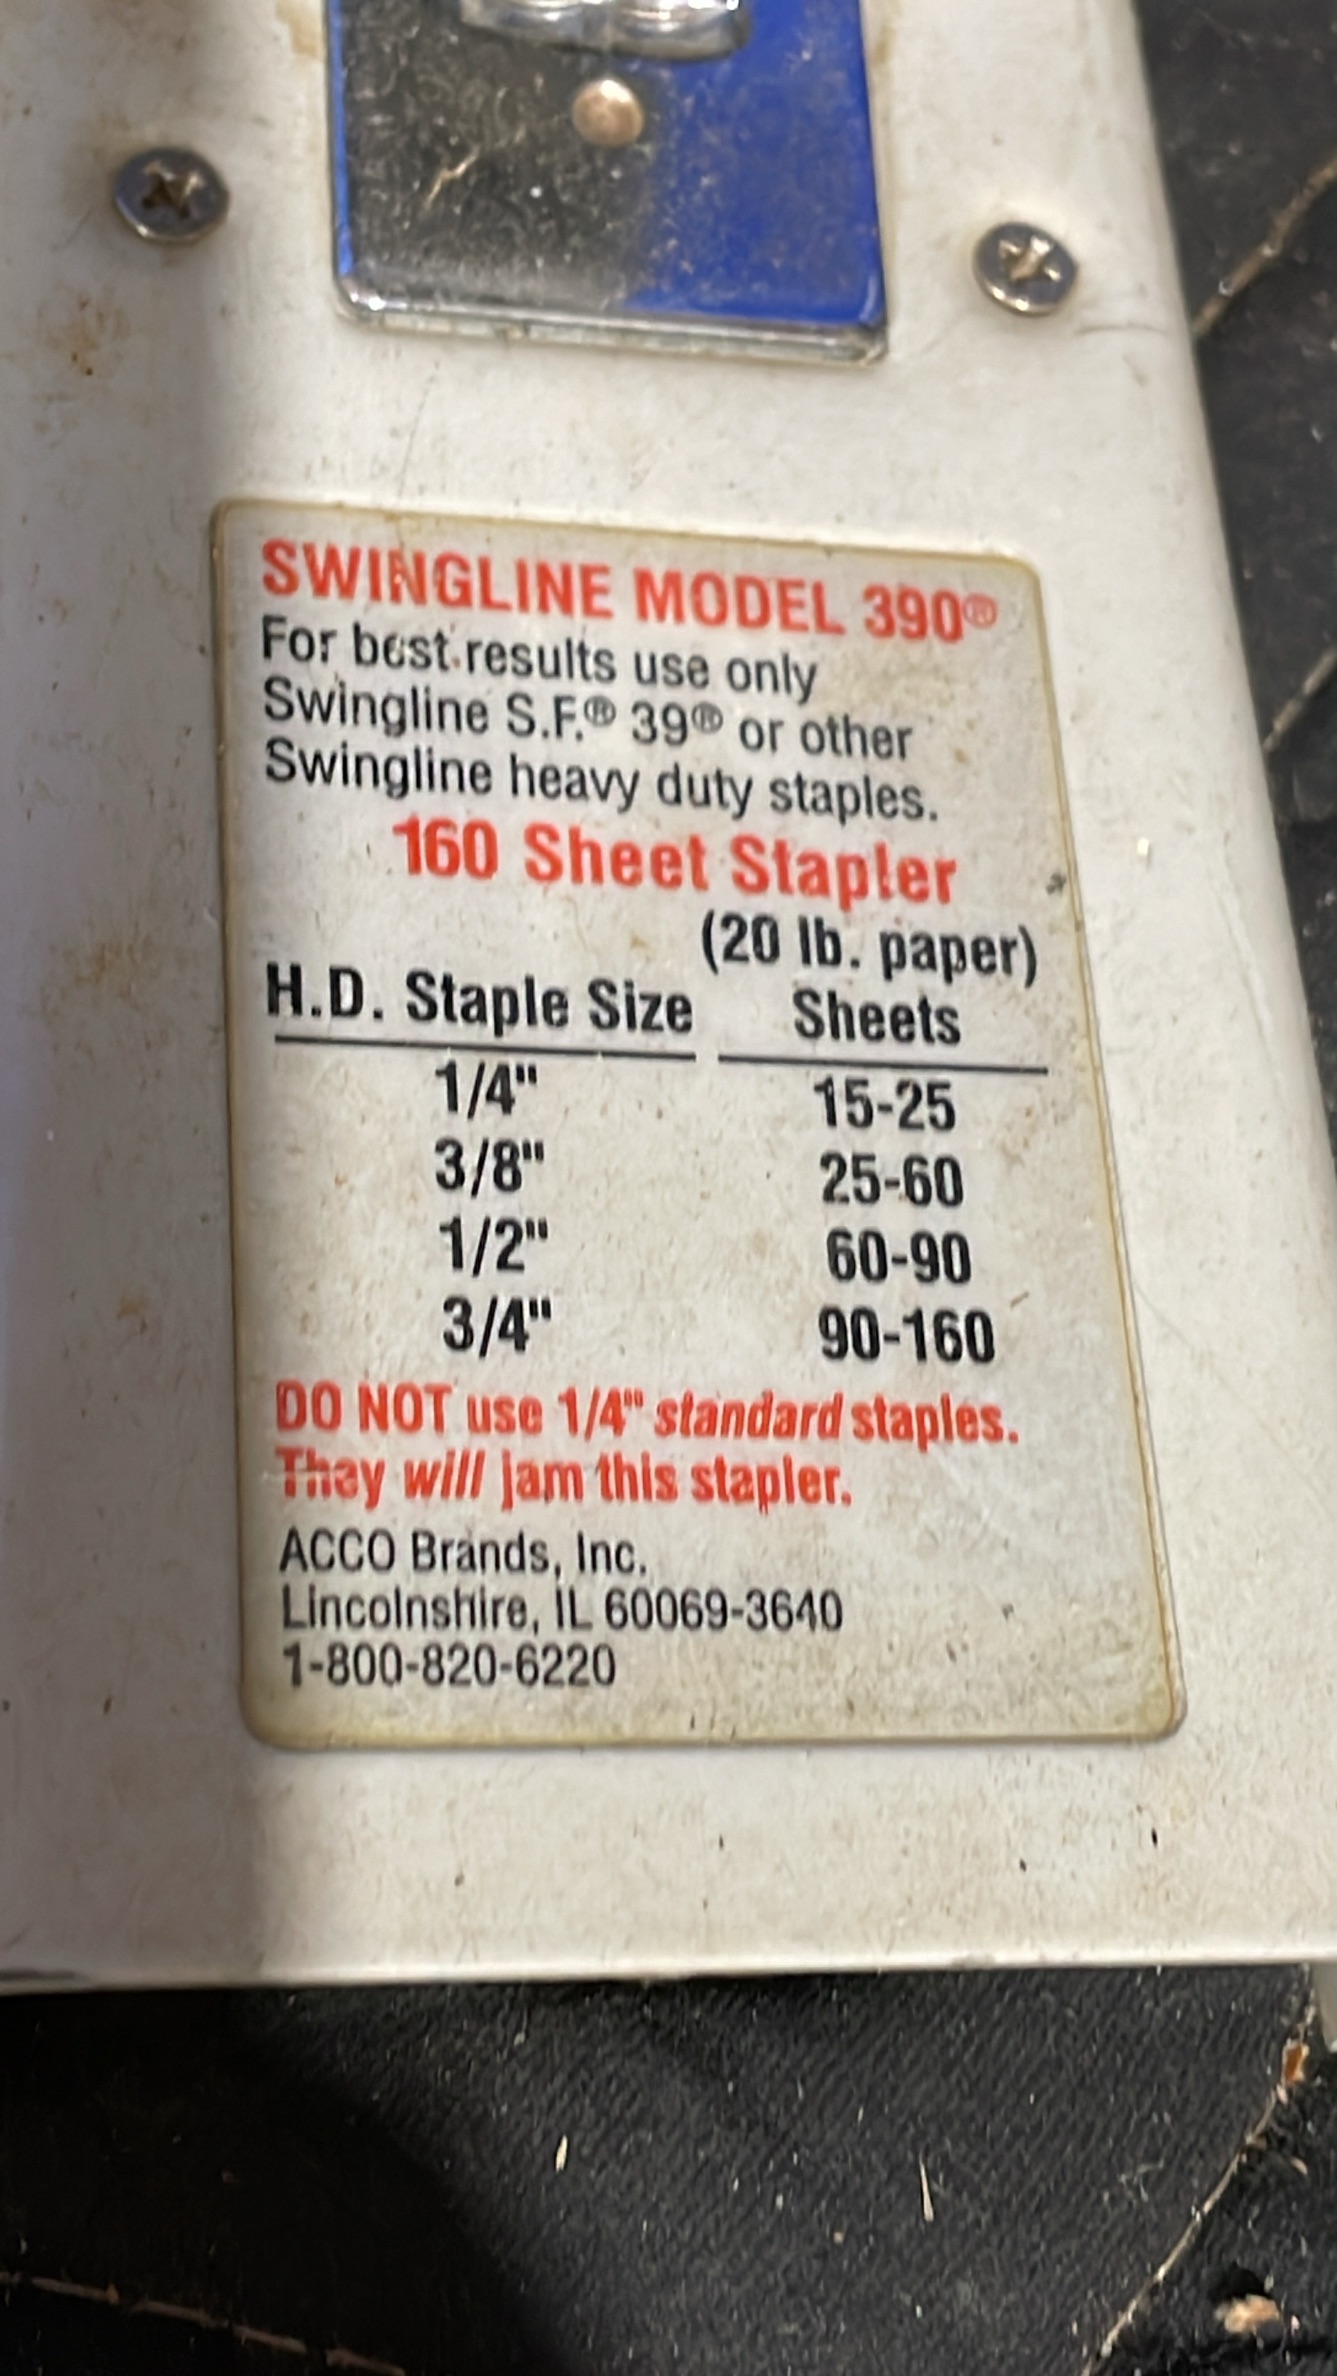 SWINGLINE MODEL 390®
For best results use only
Swingline S.F.® 39® or other
Swingline heavy duty staples.
160 Sheet Stapler
(20 lb. paper)
H.D. Staple Size Sheets
1/4" 15-25
3/8" 25-60
1/2" 60-90
3/4" 90-160
DO NOT use 1/4" standard staples.
They will jam this stapler.
ACCO Brands, Inc.
Lincolnshire, IL 60069-3640
1-800-820-6220